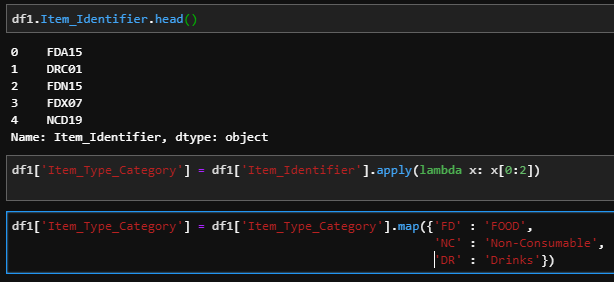 df1.Item_Identifier.head()
0    FDA15
1    DRC01
2    FDN15
3    FDX07
4    NCD19
Name: Item_Identifier, dtype: object
df1['Item_Type_Category'] = df1['Item_Identifier'].apply(lambda x: x[0:2])
df1['Item_Type_Category'] = df1['Item_Type_Category'].map({'FD' : 'FOOD',
'NC' : 'Non-Consumable',
'DR' : 'Drinks'})